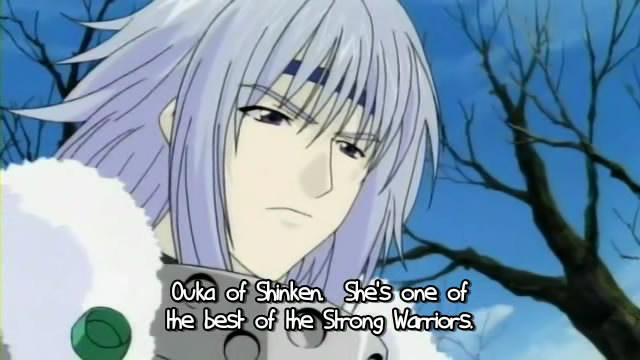 Ouka of Shinken. She's one of
the best of the Strong Warriors.